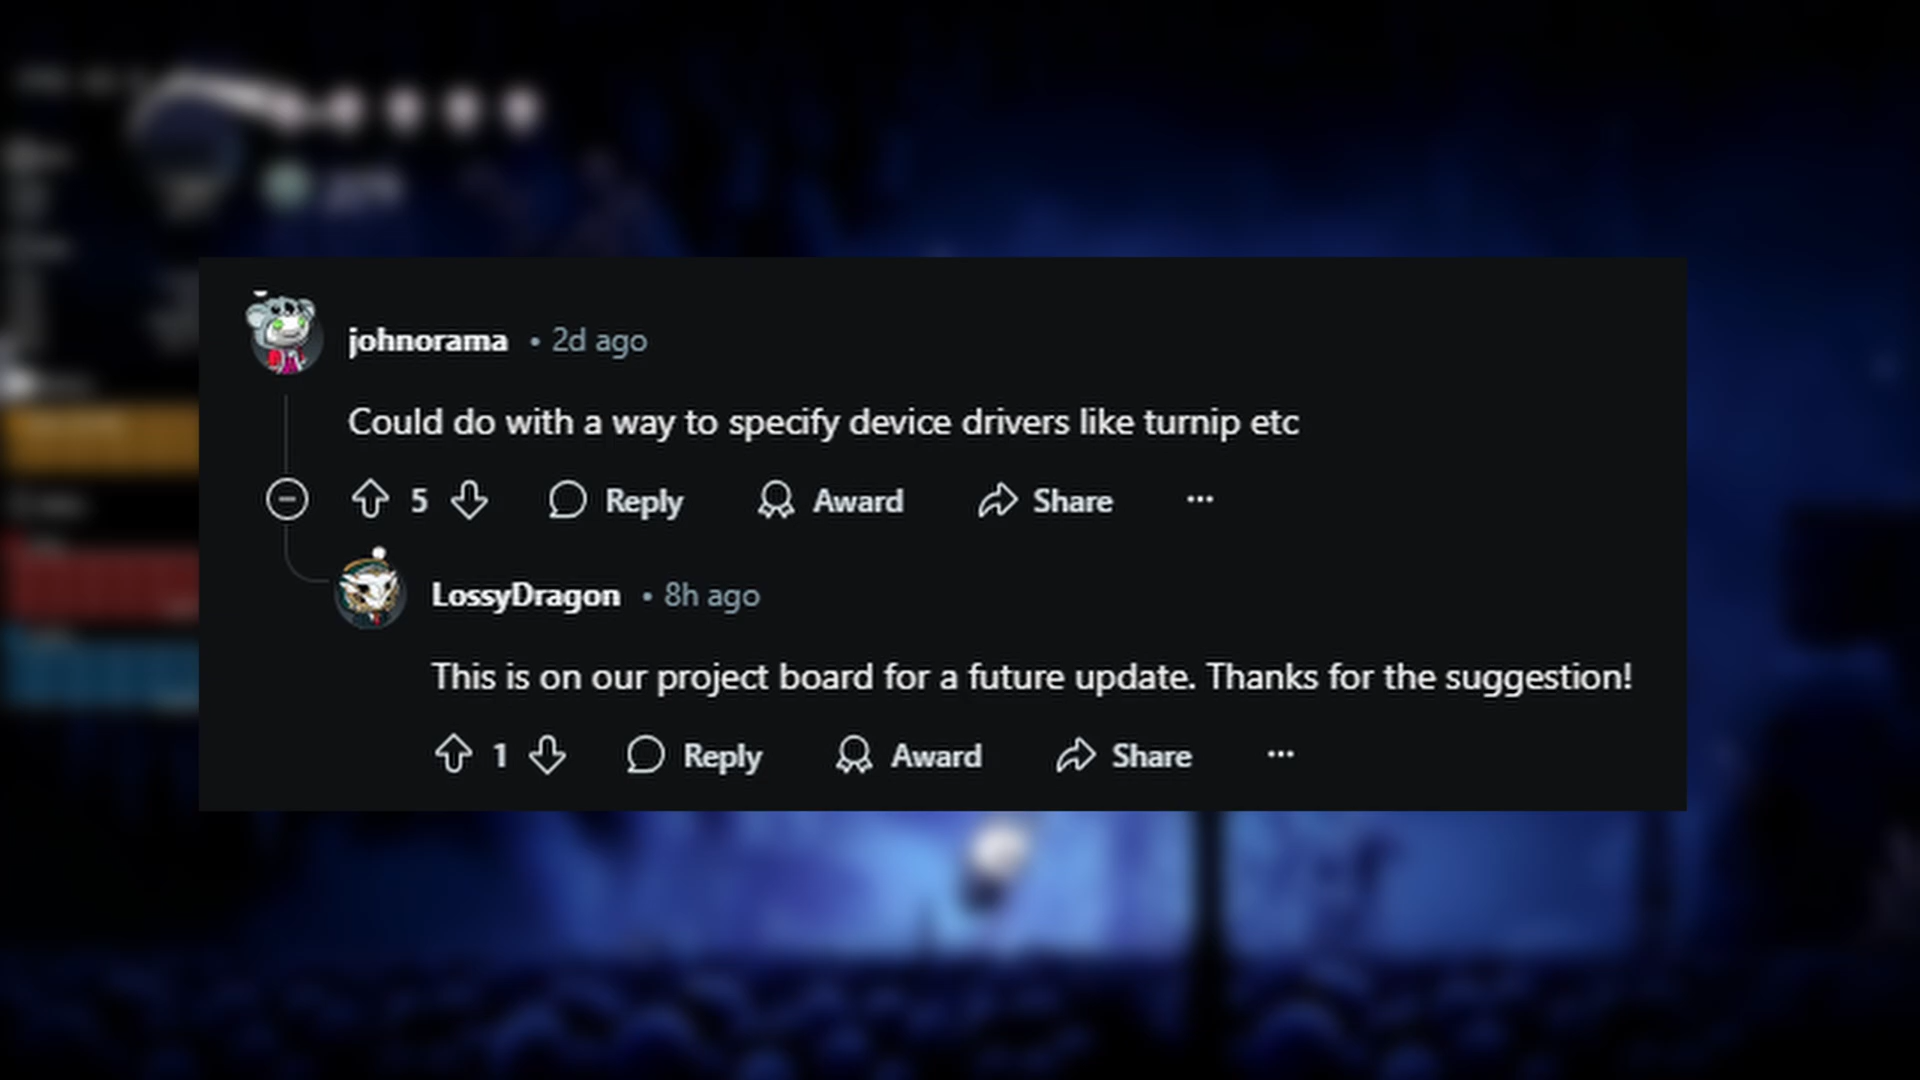 johnorama • 2d ago
Could do with a way to specify device drivers like turnip etc
5 Reply Award Share ...
LossyDragon • 8h ago
This is on our project board for a future update. Thanks for the suggestion!
1 Reply Award Share ...